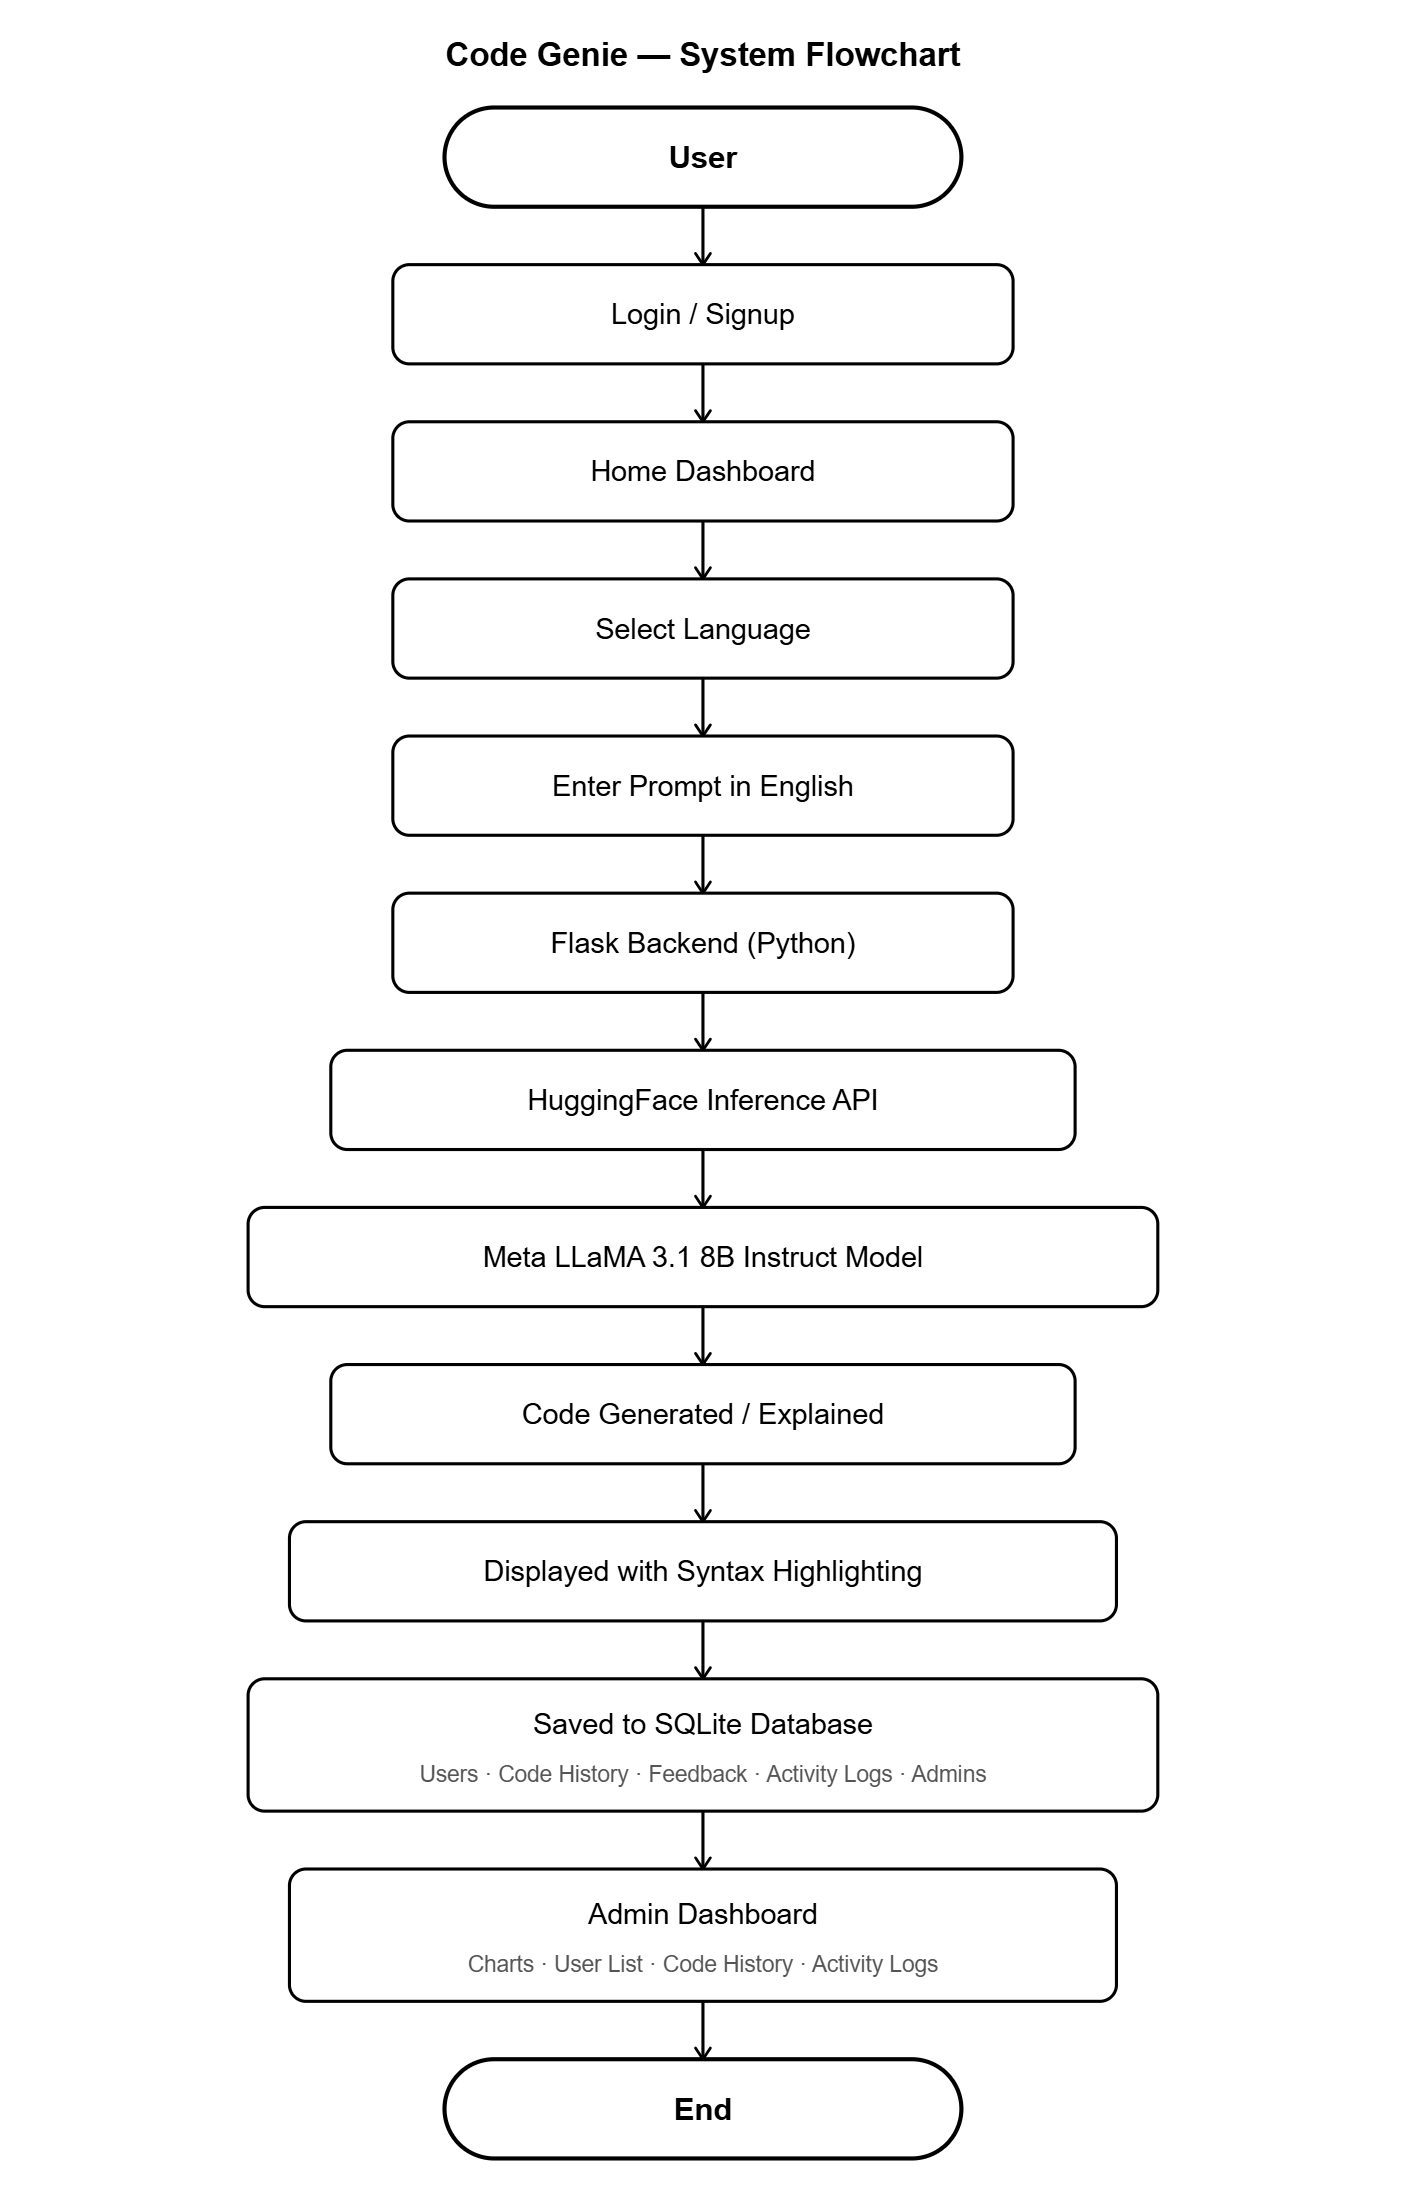 Code Genie — System Flowchart
User
Login / Signup
Home Dashboard
Select Language
Enter Prompt in English
Flask Backend (Python)
HuggingFace Inference API
Meta LLaMA 3.1 8B Instruct Model
Code Generated / Explained
Displayed with Syntax Highlighting
Saved to SQLite Database
Users · Code History · Feedback · Activity Logs · Admins
Admin Dashboard
Charts · User List · Code History · Activity Logs
End